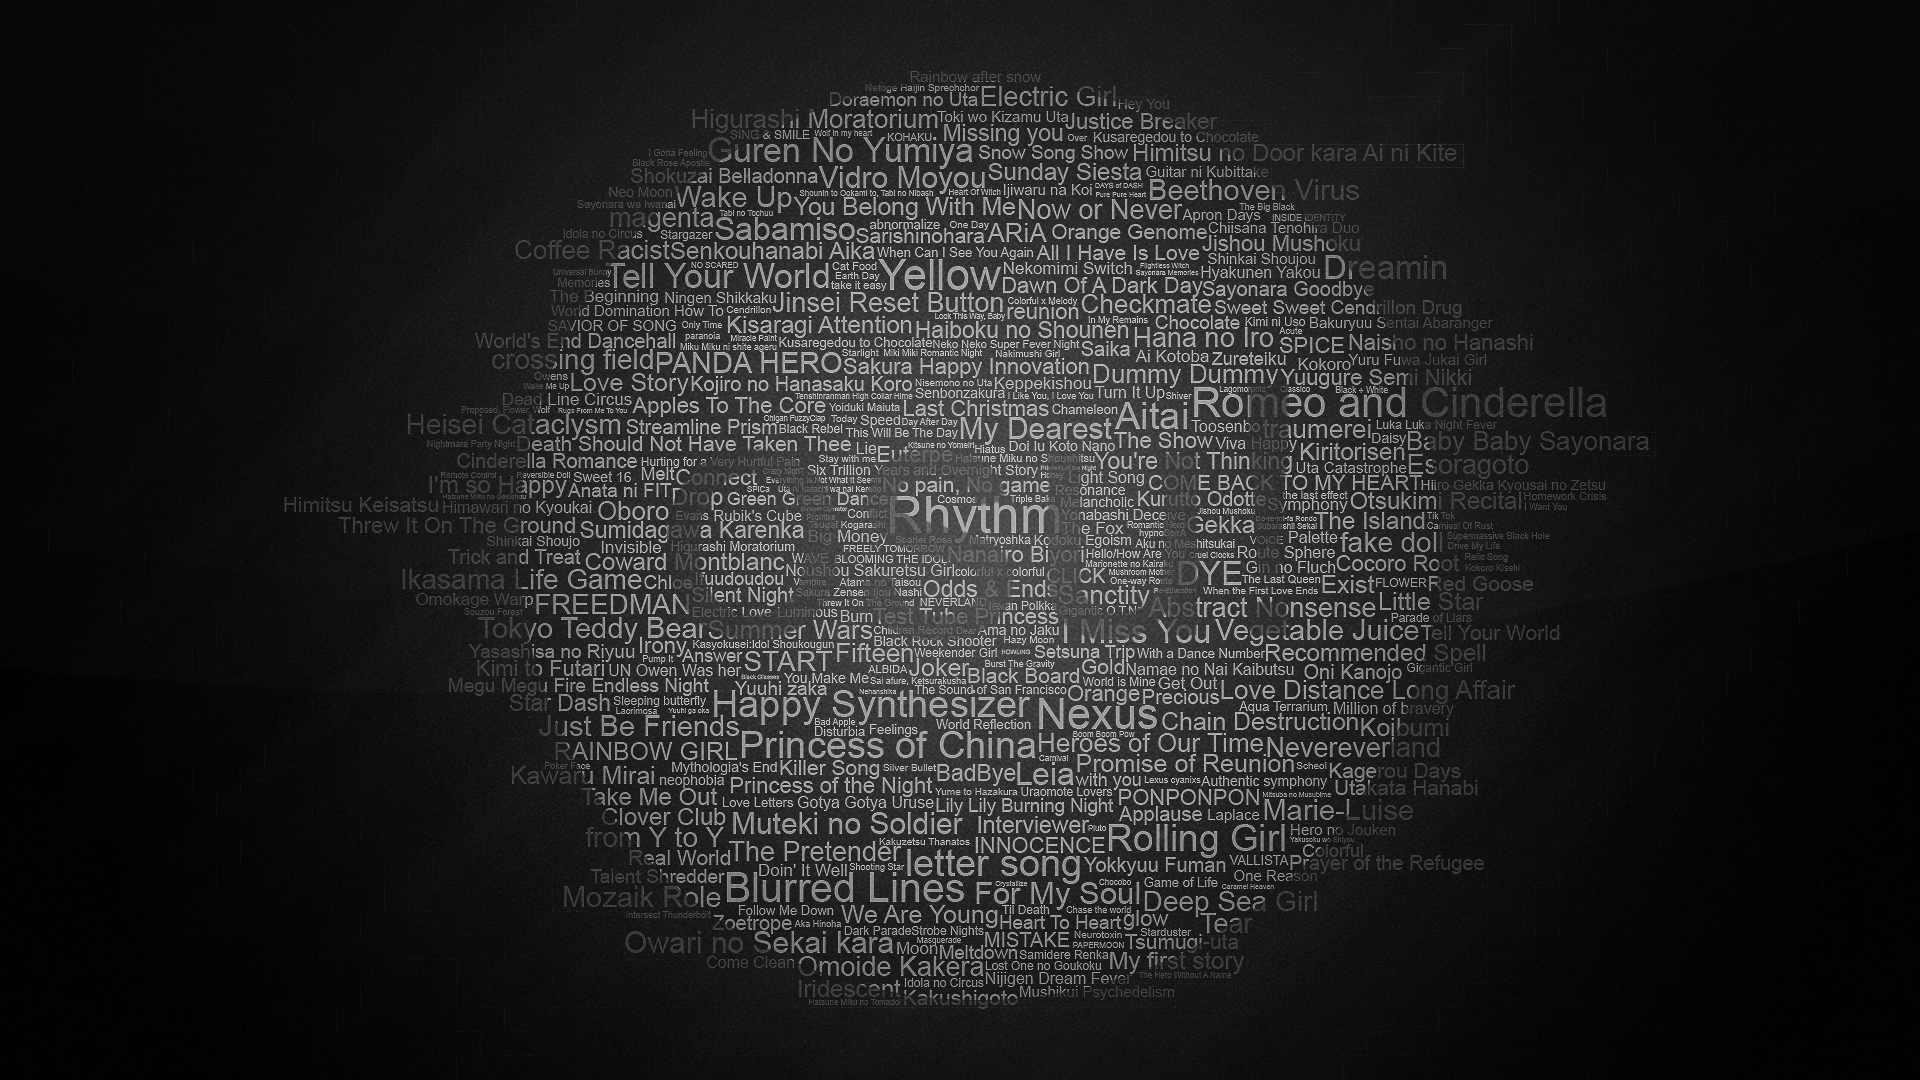 Rainbow after snow
Netoge Haijin Sprechchor
Doraemon no Uta Electric Girl Hey You
Higurashi Moratorium Toki wo Kizamu Uta Justice Breaker
SING & SMILE Wolf in my heart KOHAKU Missing you Over Kusaregedou to Chocolate
I Gotta Feeling Guren No Yumiya Snow Song Show Himitsu no Door kara Ai ni Kite
Black Rose Apostle
Shokuzai Belladonna Vidro Moyou Sunday Siesta Guitar ni Kubittake
Neo Moon Wake Up Shounin to Ookami to, Tabi no Nibash Heart Of Witch Ijiwaru na Koi DAYS of DASH Pure Pure Heart Beethoven Virus
Sayonara wa Iwanai You Belong With Me Now or Never Apron Days The Big Black
magenta Tabi no Tochuu INSIDE IDENTITY
Idola no Circus Stargazer Sabamiso abnormalize One Day Sarishinohara ARiA Orange Genome Chiisana Tenohira Duo
Coffee Racist Senkouhanabi Aika When Can I See You Again All I Have Is Love Jishou Mushoku
Shinkai Shoujou
Universal Bunny NO SCARED Tell Your World Cat Food Earth Day take it easy Yellow Nekomimi Switch Flightless Witch Sayonara Memories Hyakunen Yakou Dreamin
Memories Dawn Of A Dark Day Sayonara Goodbye
The Beginning Ningen Shikkaku Jinsei Reset Button Colorful x Melody reunion Checkmate Sweet Sweet Cendrillon Drug
World Domination How To Cendrillon Look This Way, Baby
SAVIOR OF SONG Only Time Kisaragi Attention Haiboku no Shounen In My Remains Chocolate Kimi ni Uso Bakuryuu Sentai Abaranger
World's End Dancehall paranoia Miracle Paint Miku Miku ni shite ageru Kusaregedou to Chocolate Neko Neko Super Fever Night Hana no Iro Acute SPICE Naisho no Hanashi
crossing field PANDA HERO Starlight Miki Miki Romantic Night Nakimushi Girl Saika Ai Kotoba Zureteiku Kokoro Yuru Fuwa Jukai Girl
Owens Sakura Happy Innovation Dummy Dummy Yuugure Semi Nikki
Wake Me Up Love Story Kojiro no Hanasaku Koro Nisemono no Uta Keppekishou Turn It Up Lagomorphic Classico Black ÷ White
Dead Line Circus Tenshinranman High Collar Hime Senbonzakura I Like You, I Love You Shiver Romeo and Cinderella
Proposed, Flower, Wolf Rugs From Me To You Apples To The Core Yoiduki Maiuta Last Christmas Chameleon Aitai
Heisei Cataclysm Streamline Prism Chigan FuzzyClap Today Speed Day After Day My Dearest Toosenbo traumerei Luka Luka Night Fever
Black Rebel This Will Be The Day
Nightmare Party Night Death Should Not Have Taken Thee Lie Euterpe Kitsune no Yomeiri Hiatus Doi Iu Koto Nano The Show Viva Happy Kiritorisen Daisy Baby Baby Sayonara
Cinderella Romance Hurting for a Very Hurtful Pain Stay with me Hatsune Miku no Shoushitsu You're Not Thinking Uta Catastrophe Esoragoto
Remote Control Reversible Doll Sweet 16 Melt Connect Crazy Night Six Trillion Years and Overnight Story Light Song COME BACK TO MY HEART Hiiro Gekka Kyousai no Zetsu
I'm so Happy Anata ni FIT SPiCa No pain, No game Resonance
Hatsune Miku no Gekishou Drop Green Green Dance Cosmos Triple Baka Melancholic Kurutto Odottes the last effect symphony Otsukimi Recital Homework Crisis
Himitsu Keisatsu Himawari no Kyoukai Oboro Evans Rubik's Cube Promise Conflict Rhythm Yonabashi Deceive Jishou Mushoku I Want You
Threw It On The Ground Sumidagawa Karenka Kogarashi The Fox Romantic Hero Gekka Do-re-mi-fa Rondo The Island Tik Tok Carnival Of Rust
Shinkai Shoujo Invisible Higurashi Moratorium Big Money Scarlet Rose Matryoshka Kodoku Egoism Aku no Meshitsukai VOiCE Palette fake doll Supermassive Black Hole
Trick and Treat Coward Montblanc WAVE BLOOMING THE IDOL FREELY TOMORROW Nanairo Biyori Hello/How Are You Cruel Clocks Route Sphere Cocoro Root Drive My Life
Noushou Sakuretsu Girl colorful x colorful Marionette no Kairaku Gin no Fluch Railic Song
Ikasama Life Game Chloe Fuudoudou Vampire Atama no Taisou CLICK Mushroom Mother One-way Route DYE The Last Queen Exist FLOWER Red Goose
Omokage Warp Silent Night Sakura Zensen Ijou Nashi Odds & Ends Sanctity Re-Education When the First Love Ends
Souzou Forest FREEDMAN Electric Love Luminous Threw It On The Ground NEVERLAND Ievan Polkka Gigantic O.T.N Abstract Nonsense Little Star
Burn Test Tube Princess Parade of Liars
Tokyo Teddy Bear Summer Wars Children Record Dear Ama no Jaku I Miss You Vegetable Juice Tell Your World
Yasashisa no Riyuu Irony Kasyokusei:Idol Shoukougun Black Rock Shooter Hazy Moon
Pump It Answer START Fifteen Weekender Girl HOWLING Setsuna Trip With a Dance Number Recommended Spell
Kimi to Futari UN Owen Was her Black Glasses You Make Me ALBIDA Joker Burst The Gravity Black Board Gold Namae no Nai Kaibutsu Oni Kanojo Gigantic Girl
Megu Megu Fire Endless Night Yuuhi zaka Sai afure, Ketsurakusha World is Mine Get Out
Star Dash Sleeping butterfly Nehanshika The Sound of San Francisco Orange Precious Love Distance Long Affair
Lacrimosa Yuuhi ga oka Happy Synthesizer Nexus Aqua Terrarium Million of bravery
Just Be Friends Bad Apple Disturbia Feelings World Reflection Chain Destruction Koibumi
RAINBOW GIRL Princess of China Carnival Boom Boom Pow Heroes of Our Time Neverever land
Poker Face Mythologia's End Killer Song Silver Bullet BadBye Leia Promise of Reunion Scheol Kagerou Days
Kawaru Mirai neophobia Princess of the Night with you Lexus cyanixs Authentic symphony Utakata Hanabi
Take Me Out Love Letters Gotya Gotya Uruse Yume to Hazakura Uraomote Lovers Lily Lily Burning Night PONPONPON Mitsuba no Musubime Marie-Luise
Clover Club Muteki no Soldier Interviewer Pluto Applause Laplace
from Y to Y Kakuzetsu Thanatos INNOCENCE Rolling Girl Hero no Jouken
Yakusoku wo Shiyou
Real World The Pretender letter song Yokkyuu Fuman VALLISTA Colorful Prayer of the Refugee
Talent Shredder Doin' It Well Shooting Star One Reason
Mozaik Role Blurred Lines Crystallize For My Soul Chocobo Game of Life Caramel Heaven Deep Sea Girl
Intersect Thunderbolt Follow Me Down We Are Young Til Death Chase the world
Zoetrope Aka Hinoha Dark Parade Strobe Nights Heart To Heart glow Tear
Owari no Sekai kara Masquerade Moon Meltdown MISTAKE Neurotoxin PAPERMOON Starduster Tsumugi-uta
Come Clean Omoide Kakera Samidere Renka Lost One no Goukoku My first story
Iridescent Idola no Circus Nijigen Dream Fever The Hero Without A Name
Hatsune Miku no Tomadoi Kakushigoto Mushikui Psychedelism